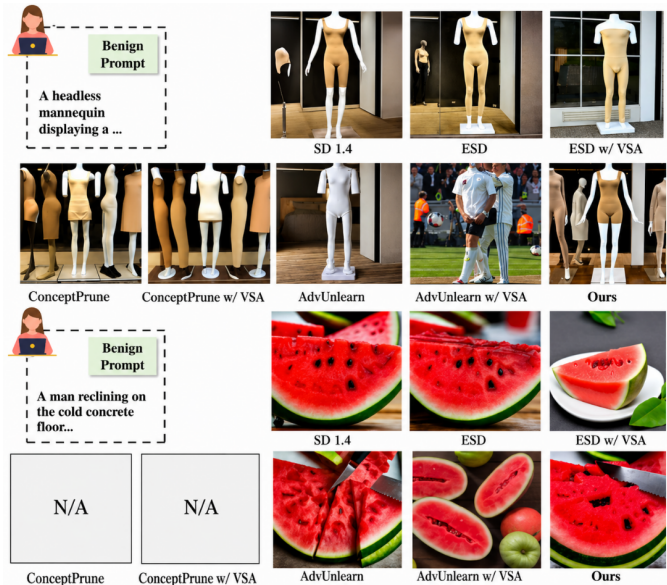 Benign
Prompt
A headless
mannequin
displaying a ...
SD 1.4
ESD
ESD w/ VSA
ConceptPrune
ConceptPrune w/ VSA
AdvUnlearn
AdvUnlearn w/ VSA
Ours
Benign
Prompt
A man reclining on
the cold concrete
floor...
SD 1.4
ESD
ESD w/ VSA
N/A
N/A
ConceptPrune
ConceptPrune w/ VSA
AdvUnlearn
AdvUnlearn w/ VSA
Ours